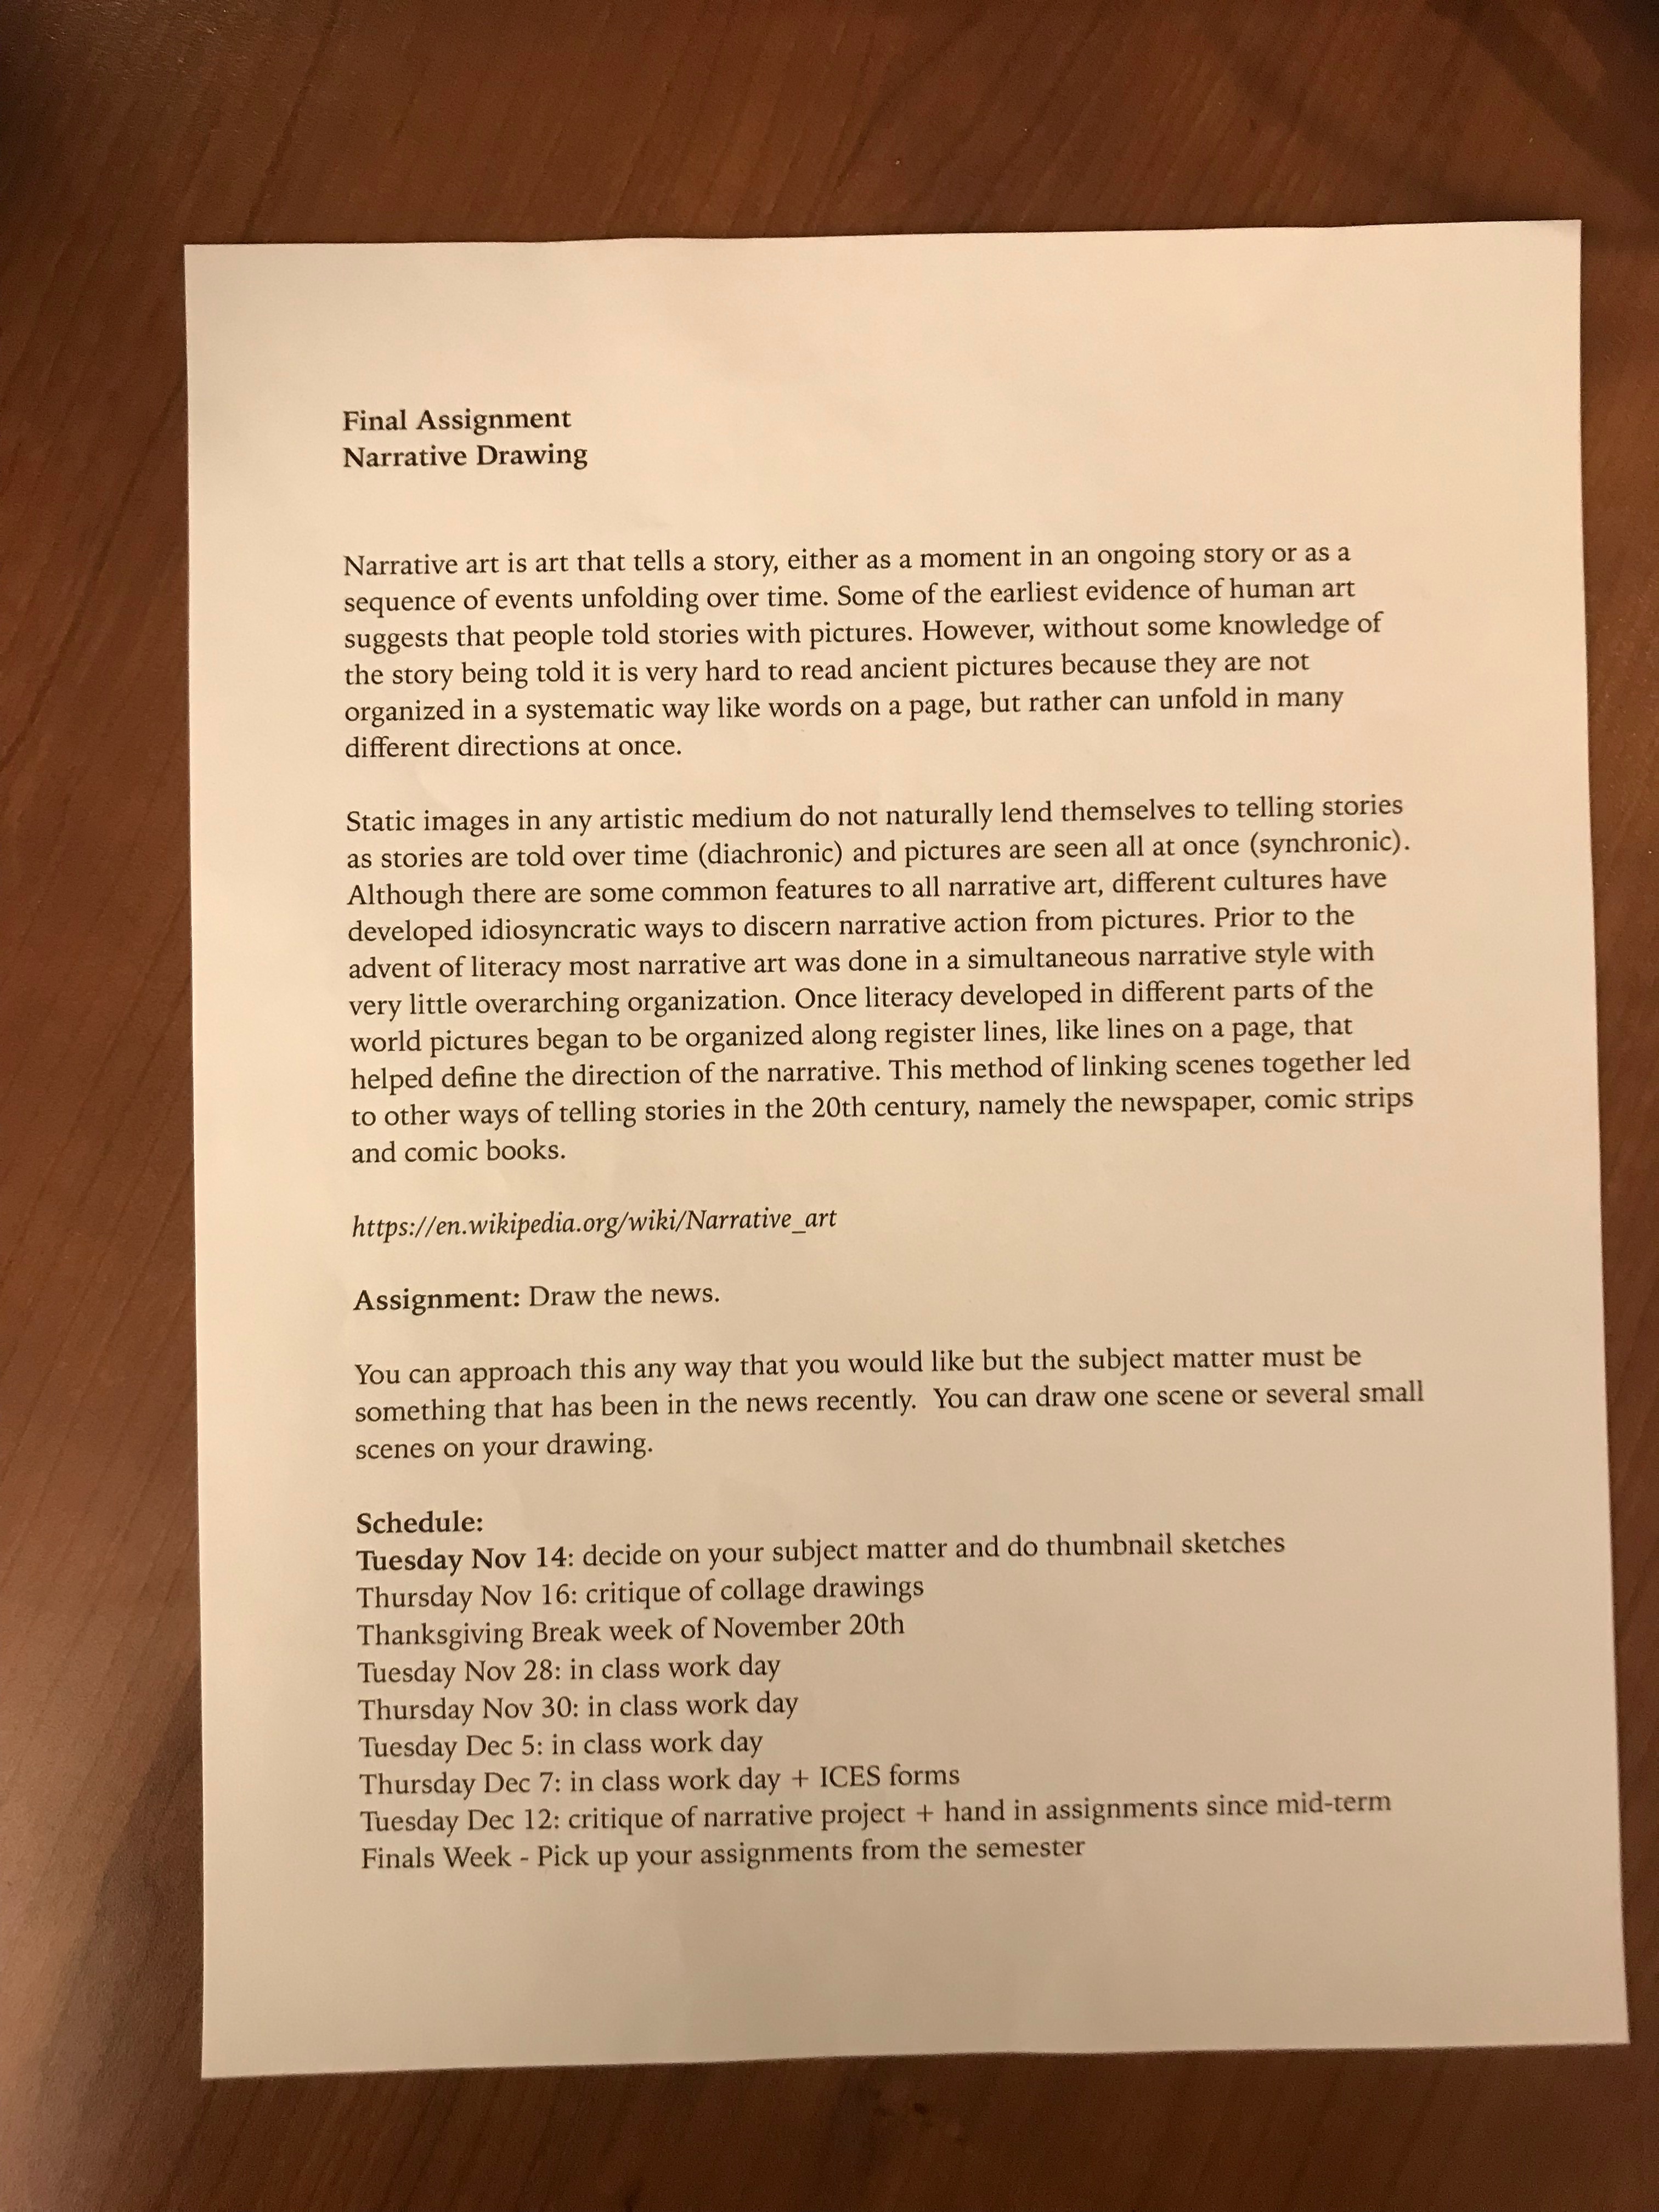 Final Assignment
Narrative Drawing
Narrative art is art that tells a story, either as a moment in an ongoing story or as a
sequence of events unfolding over time. Some of the earliest evidence of human art
suggests that people told stories with pictures. However, without some knowledge of
the story being told it is very hard to read ancient pictures because they are not
organized in a systematic way like words on a page, but rather can unfold in many
different directions at once.
Static images in any artistic medium do not naturally lend themselves to telling stories
as stories are told over time (diachronic) and pictures are seen all at once (synchronic).
Although there are some common features to all narrative art, different cultures have
developed idiosyncratic ways to discern narrative action from pictures. Prior to the
advent of literacy most narrative art was done in a simultaneous narrative style with
very little overarching organization. Once literacy developed in different parts of the
world pictures began to be organized along register lines, like lines on a page, that
helped define the direction of the narrative. This method of linking scenes together led
to other ways of telling stories in the 20th century, namely the newspaper, comic strips
and comic books.
https://en.wikipedia.org/wiki/Narrative_art
Assignment: Draw the news.
You can approach this any way that you would like but the subject matter must be
something that has been in the news recently.  You can draw one scene or several small
scenes on your drawing.
Schedule:
Tuesday Nov 14: decide on your subject matter and do thumbnail sketches
Thursday Nov 16: critique of collage drawings
Thanksgiving Break week of November 20th
Tuesday Nov 28: in class work day
Thursday Nov 30: in class work day
Tuesday Dec 5: in class work day
Thursday Dec 7: in class work day + ICES forms
Tuesday Dec 12: critique of narrative project + hand in assignments since mid-term
Finals Week - Pick up your assignments from the semester